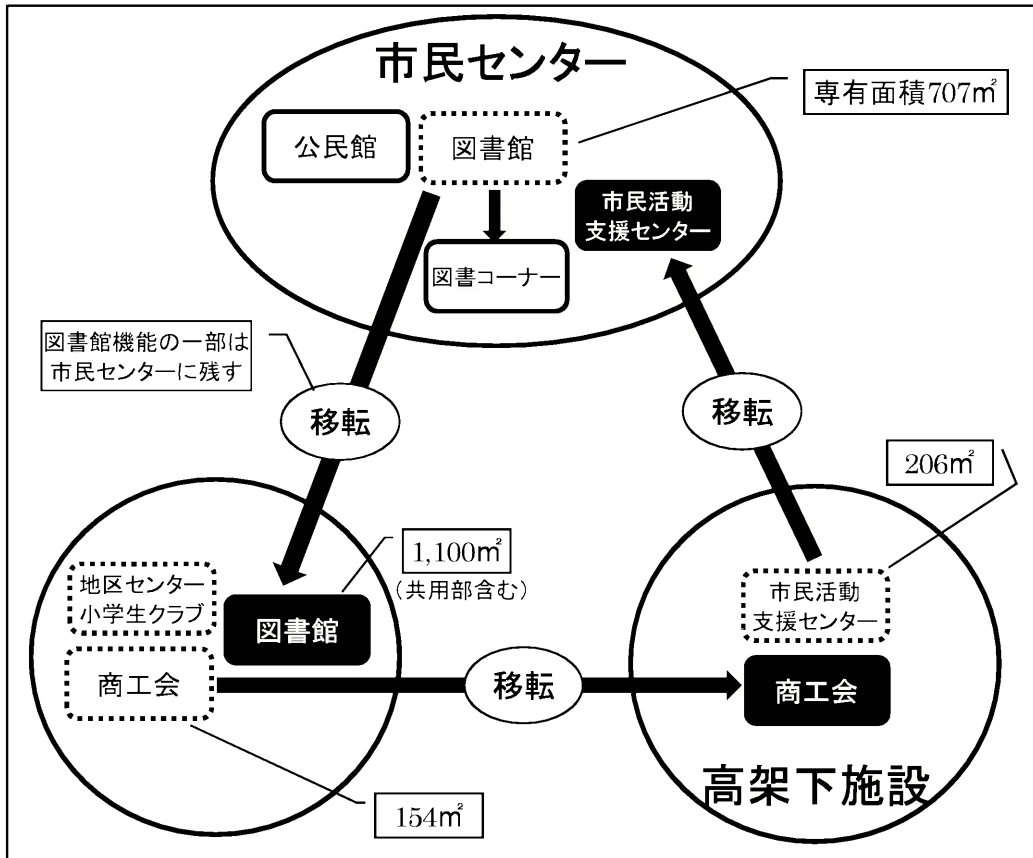 市民センター
専有面積707㎡
公民館
図書館
市民活動
支援センター
図書コーナー
図書館機能の一部は
市民センターに残す
移転
移転
206㎡
1,100㎡
（共用部含む）
地区センター
小学生クラブ
図書館
市民活動
支援センター
商工会
移転
商工会
高架下施設
154㎡